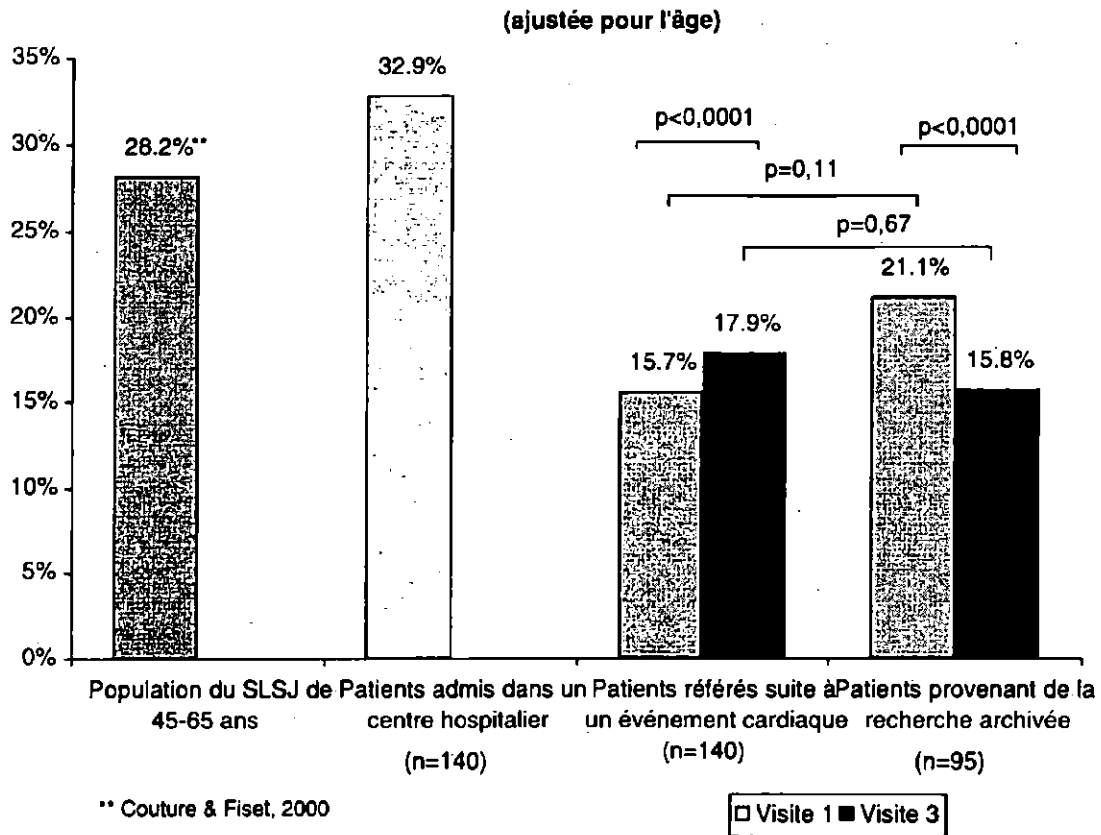 (ajustée pour l'âge)
35%
30%
25%
20%
15%
10%
5%
0%
28.2%**
32.9%
p<0,0001
p<0,0001
p=0,11
p=0,67
15.7%
17.9%
21.1%
15.8%
Population du SLSJ de
45-65 ans
Patients admis dans un
centre hospitalier
(n=140)
Patients référés suite à
un événement cardiaque
(n=140)
Patients provenant de la
recherche archivée
(n=95)
** Couture & Fiset, 2000
Visite 1 Visite 3